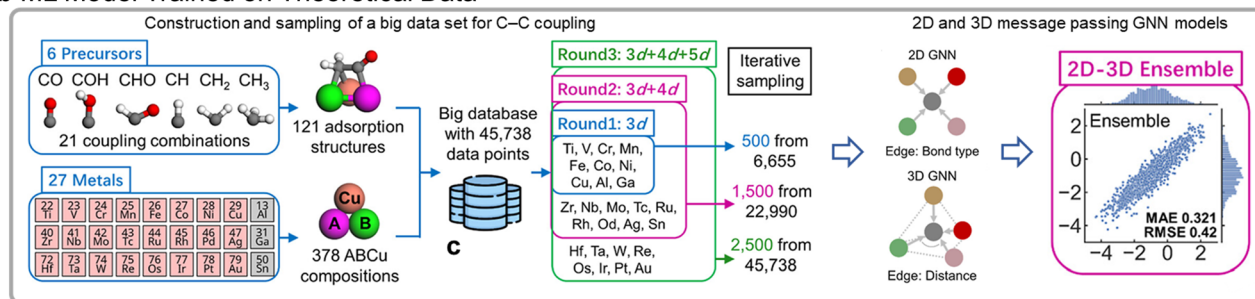 b ML Model Trained on Theoretical Data
Construction and sampling of a big data set for C–C coupling
2D and 3D message passing GNN models
6 Precursors
CO COH CHO CH CH₂ CH₃
21 coupling combinations
27 Metals
22 Ti 23 V 24 Cr 25 Mn 26 Fe 27 Co 28 Ni 29 Cu 13 Al
40 Zr 41 Nb 42 Mo 43 Tc 44 Ru 45 Rh 46 Pd 47 Ag 31 Ga
72 Hf 73 Ta 74 W 75 Re 76 Os 77 Ir 78 Pt 79 Au 50 Sn
121 adsorption
structures
Cu
A B
378 ABCu
compositions
Big database
with 45,738
data points
C
Round3: 3d+4d+5d
Round2: 3d+4d
Round1: 3d
Ti, V, Cr, Mn,
Fe, Co, Ni,
Cu, Al, Ga
Zr, Nb, Mo, Tc, Ru,
Rh, Od, Ag, Sn
Hf, Ta, W, Re,
Os, Ir, Pt, Au
Iterative
sampling
500 from
6,655
1,500 from
22,990
2,500 from
45,738
2D GNN
Edge: Bond type
3D GNN
Edge: Distance
2D-3D Ensemble
Ensemble
2
0
−2
−4
MAE 0.321
RMSE 0.42
−4 −2 0 2